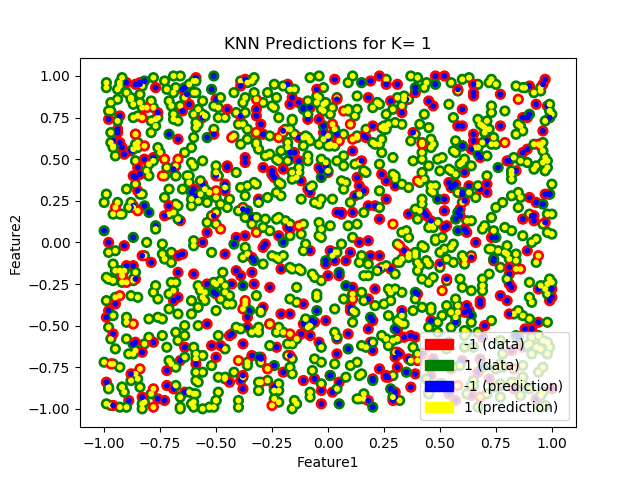 KNN Predictions for K= 1
1.00
0.75
0.50
0.25
0.00
−0.25
−0.50
−0.75
−1.00
Feature2
−1.00 −0.75 −0.50 −0.25 0.00 0.25 0.50 0.75 1.00
Feature1
-1 (data)
1 (data)
-1 (prediction)
1 (prediction)